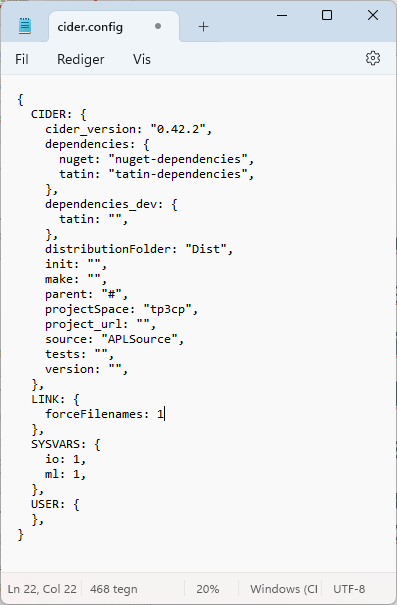 cider.config
Fil Rediger Vis
{
  CIDER: {
    cider_version: "0.42.2",
    dependencies: {
      nuget: "nuget-dependencies",
      tatin: "tatin-dependencies",
    },
    dependencies_dev: {
      tatin: "",
    },
    distributionFolder: "Dist",
    init: "",
    make: "",
    parent: "#",
    projectSpace: "tp3cp",
    project_url: "",
    source: "APLSource",
    tests: "",
    version: "",
  },
  LINK: {
    forceFilenames: 1
  },
  SYSVARS: {
    io: 1,
    ml: 1,
  },
  USER: {
  },
}
Ln 22, Col 22 468 tegn 20% Windows (CI UTF-8